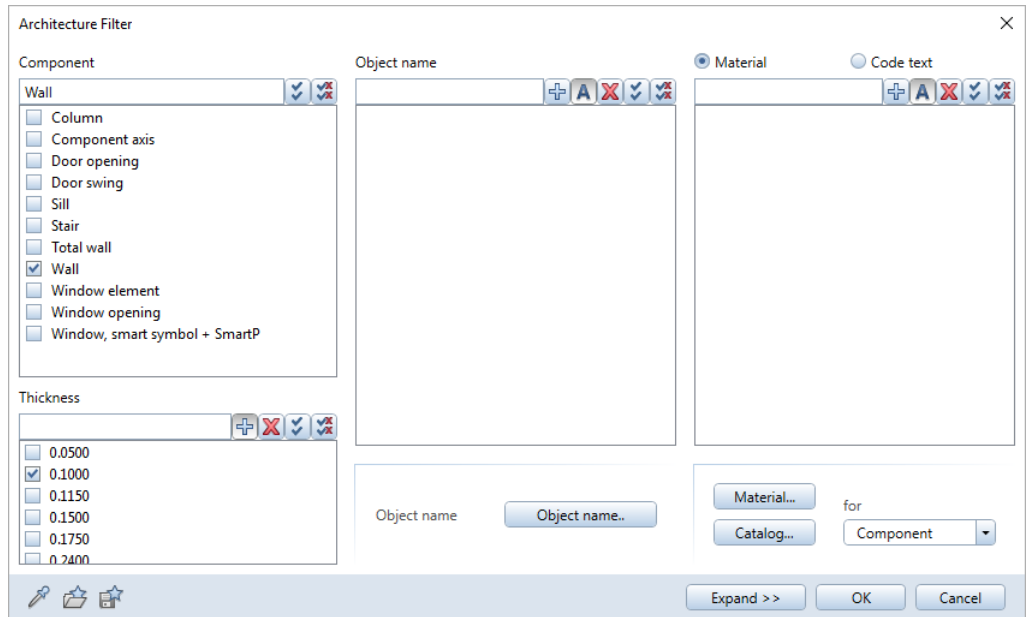 Architecture Filter
Component
Wall
Column
Component axis
Door opening
Door swing
Sill
Stair
Total wall
Wall
Window element
Window opening
Window, smart symbol + SmartP
Thickness
0.0500
0.1000
0.1150
0.1500
0.1750
0.2400
Object name
A
Object name
Object name..
Material
Code text
A
Material...
Catalog...
for
Component
Expand >>
OK
Cancel